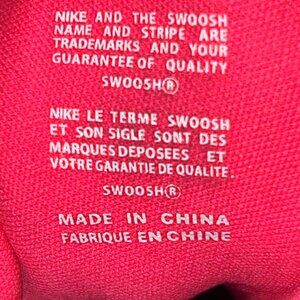 NIKE AND THE SWOOSH
NAME AND STRIPE ARE
TRADEMARKS AND YOUR
GUARANTEE OF QUALITY
SWOOSH®
NIKE LE TERME SWOOSH
ET SON SIGLE SONT DES
MARQUES DEPOSEES ET
VOTRE GARANTIE DE QUALITE.
SWOOSH®
MADE IN CHINA
FABRIQUE EN CHINE